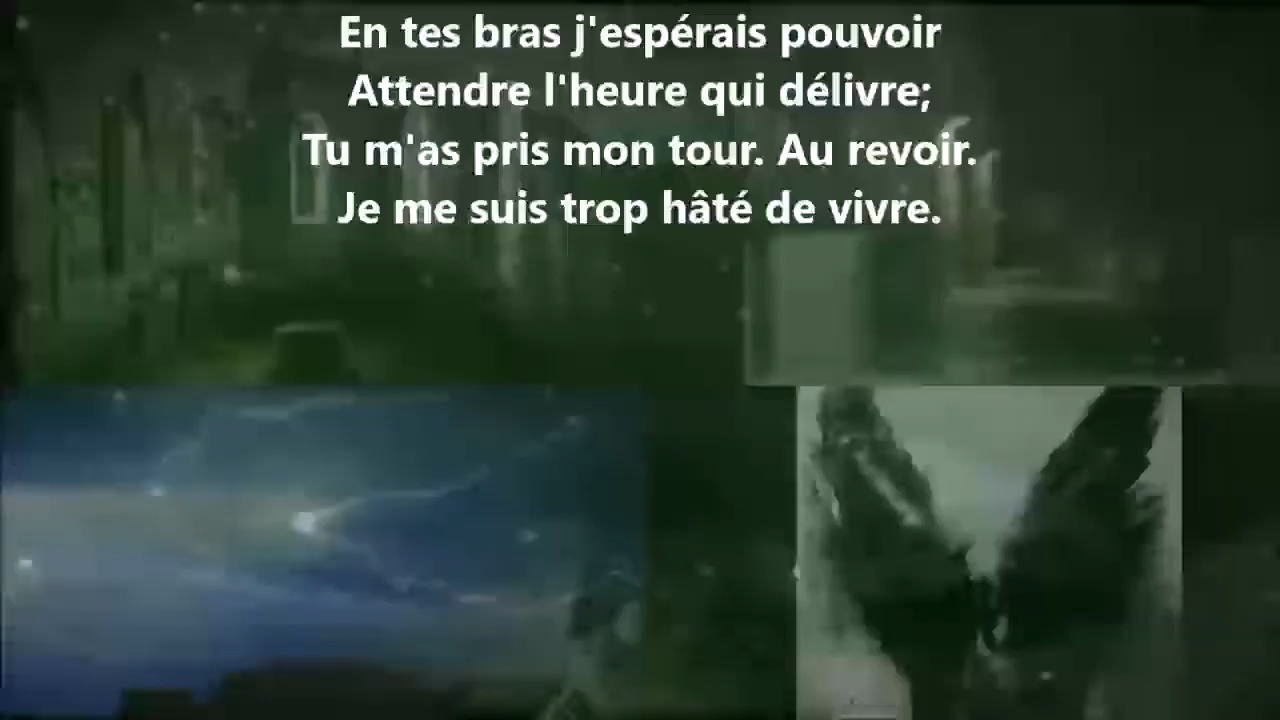 En tes bras j'espérais pouvoir
Attendre l'heure qui délivre;
Tu m'as pris mon tour. Au revoir.
Je me suis trop hâté de vivre.